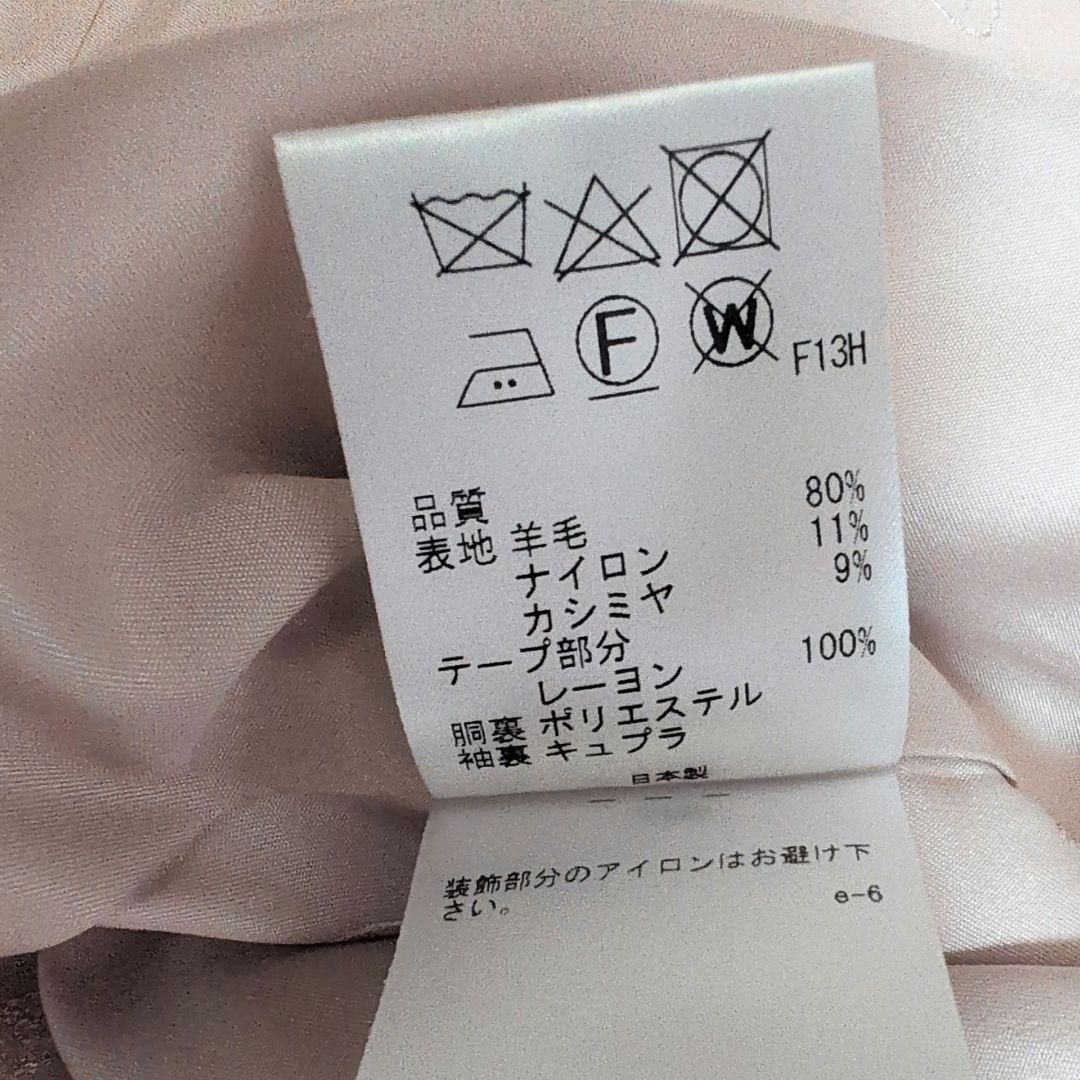 F W F13H
品質
表地 羊毛 80%
ナイロン 11%
カシミヤ 9%
テープ部分
レーヨン 100%
胴裏 ポリエステル
袖裏 キュプラ
日本製
装飾部分のアイロンはお避け下
さい。 e-6